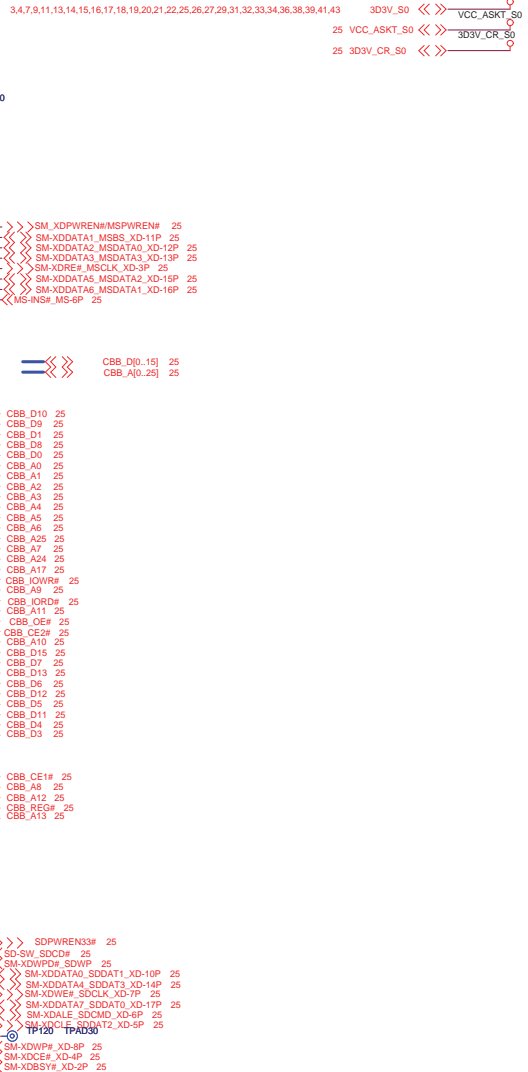 3,4,7,9,11,13,14,15,16,17,18,19,20,21,22,25,26,27,29,31,32,33,34,36,38,39,41,43 3D3V_S0
VCC_ASKT_S0
25 VCC_ASKT_S0
3D3V_CR_S0
25 3D3V_CR_S0
0
SM_XDPWREN#/MSPWREN# 25
SM-XDDATA1_MSBS_XD-11P 25
SM-XDDATA2_MSDATA0_XD-12P 25
SM-XDDATA3_MSDATA3_XD-13P 25
SM-XDRE#_MSCLK_XD-3P 25
SM-XDDATA5_MSDATA2_XD-15P 25
SM-XDDATA6_MSDATA1_XD-16P 25
MS-INS#_MS-6P 25
CBB_D[0..15] 25
CBB_A[0..25] 25
CBB_D10 25
CBB_D9 25
CBB_D1 25
CBB_D8 25
CBB_D0 25
CBB_A0 25
CBB_A1 25
CBB_A2 25
CBB_A3 25
CBB_A4 25
CBB_A5 25
CBB_A6 25
CBB_A25 25
CBB_A7 25
CBB_A24 25
CBB_A17 25
CBB_IOWR# 25
CBB_A9 25
CBB_IORD# 25
CBB_A11 25
CBB_OE# 25
CBB_CE2# 25
CBB_A10 25
CBB_D15 25
CBB_D7 25
CBB_D13 25
CBB_D6 25
CBB_D12 25
CBB_D5 25
CBB_D11 25
CBB_D4 25
CBB_D3 25
CBB_CE1# 25
CBB_A8 25
CBB_A12 25
CBB_REG# 25
CBB_A13 25
SDPWREN33# 25
SD-SW_SDCD# 25
SM-XDWPD#_SDWP 25
SM-XDDATA0_SDDAT1_XD-10P 25
SM-XDDATA4_SDDAT3_XD-14P 25
SM-XDWE#_SDCLK_XD-7P 25
SM-XDDATA7_SDDAT0_XD-17P 25
SM-XDALE_SDCMD_XD-6P 25
SM-XDCLE_SDDAT2_XD-5P 25
TP120 TPAD30
SM-XDWP#_XD-8P 25
SM-XDCE#_XD-4P 25
SM-XDBSY#_XD-2P 25